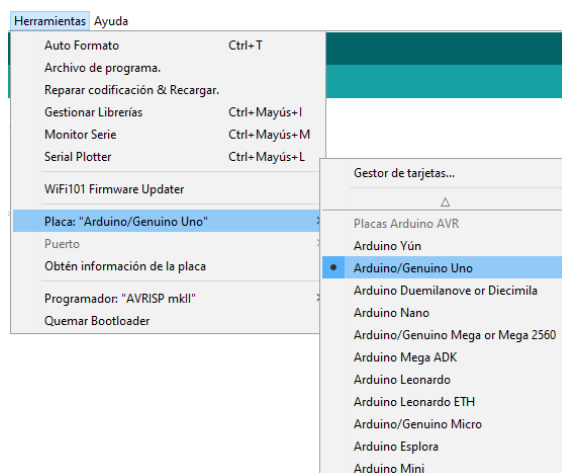 Herramientas Ayuda
Auto Formato Ctrl+T
Archivo de programa.
Reparar codificación & Recargar.
Gestionar Librerías Ctrl+Mayús+I
Monitor Serie Ctrl+Mayús+M
Serial Plotter Ctrl+Mayús+L
WiFi101 Firmware Updater
Placa: "Arduino/Genuino Uno"
Puerto
Obtén información de la placa
Programador: "AVRISP mkII"
Quemar Bootloader
Gestor de tarjetas...
Placas Arduino AVR
Arduino Yún
Arduino/Genuino Uno
Arduino Duemilanove or Diecimila
Arduino Nano
Arduino/Genuino Mega or Mega 2560
Arduino Mega ADK
Arduino Leonardo
Arduino Leonardo ETH
Arduino/Genuino Micro
Arduino Esplora
Arduino Mini